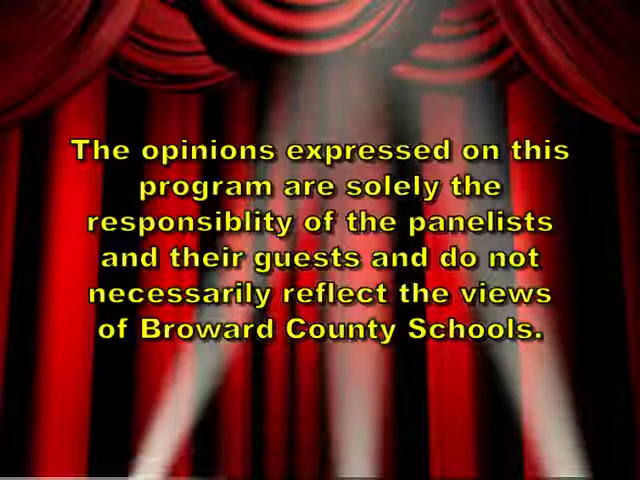 The opinions expressed on this
program are solely the
responsiblity of the panelists
and their guests and do not
necessarily reflect the views
of Broward County Schools.